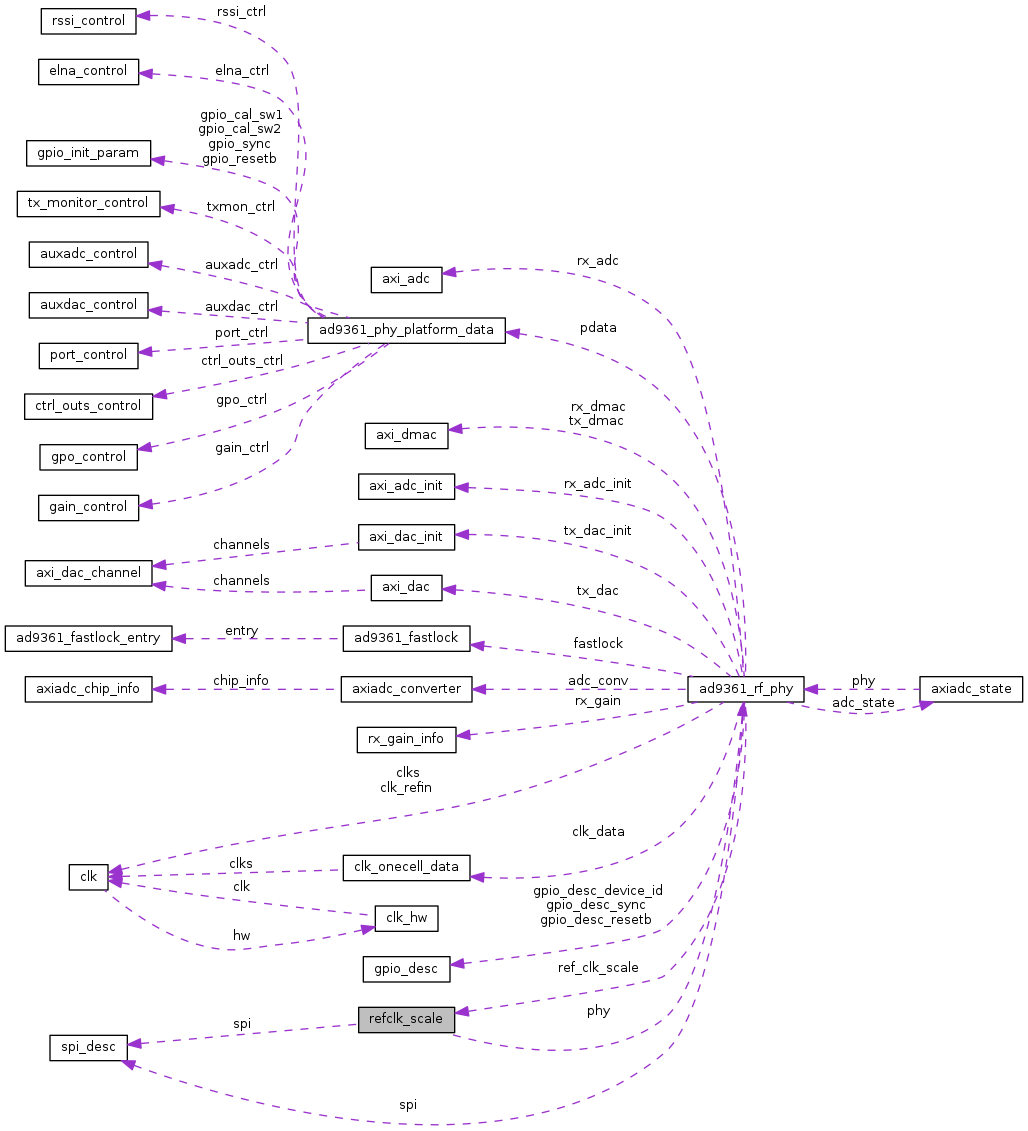 rssi_control
rssi_ctrl
elna_control
elna_ctrl
gpio_init_param
gpio_cal_sw1
gpio_cal_sw2
gpio_sync
gpio_resetb
tx_monitor_control
txmon_ctrl
auxadc_control
auxadc_ctrl
auxdac_control
auxdac_ctrl
port_control
port_ctrl
ctrl_outs_control
ctrl_outs_ctrl
gpo_control
gpo_ctrl
gain_control
gain_ctrl
axi_adc
rx_adc
ad9361_phy_platform_data
pdata
axi_dmac
rx_dmac
tx_dmac
axi_adc_init
rx_adc_init
axi_dac_init
tx_dac_init
axi_dac_channel
channels
channels
axi_dac
tx_dac
ad9361_fastlock_entry
entry
ad9361_fastlock
fastlock
axiadc_chip_info
chip_info
axiadc_converter
adc_conv
ad9361_rf_phy
phy
adc_state
axiadc_state
rx_gain_info
rx_gain
clks
clk_refin
clk
clks
clk
hw
clk_onecell_data
clk_data
clk_hw
gpio_desc
gpio_desc_device_id
gpio_desc_sync
gpio_desc_resetb
refclk_scale
ref_clk_scale
phy
spi_desc
spi
spi